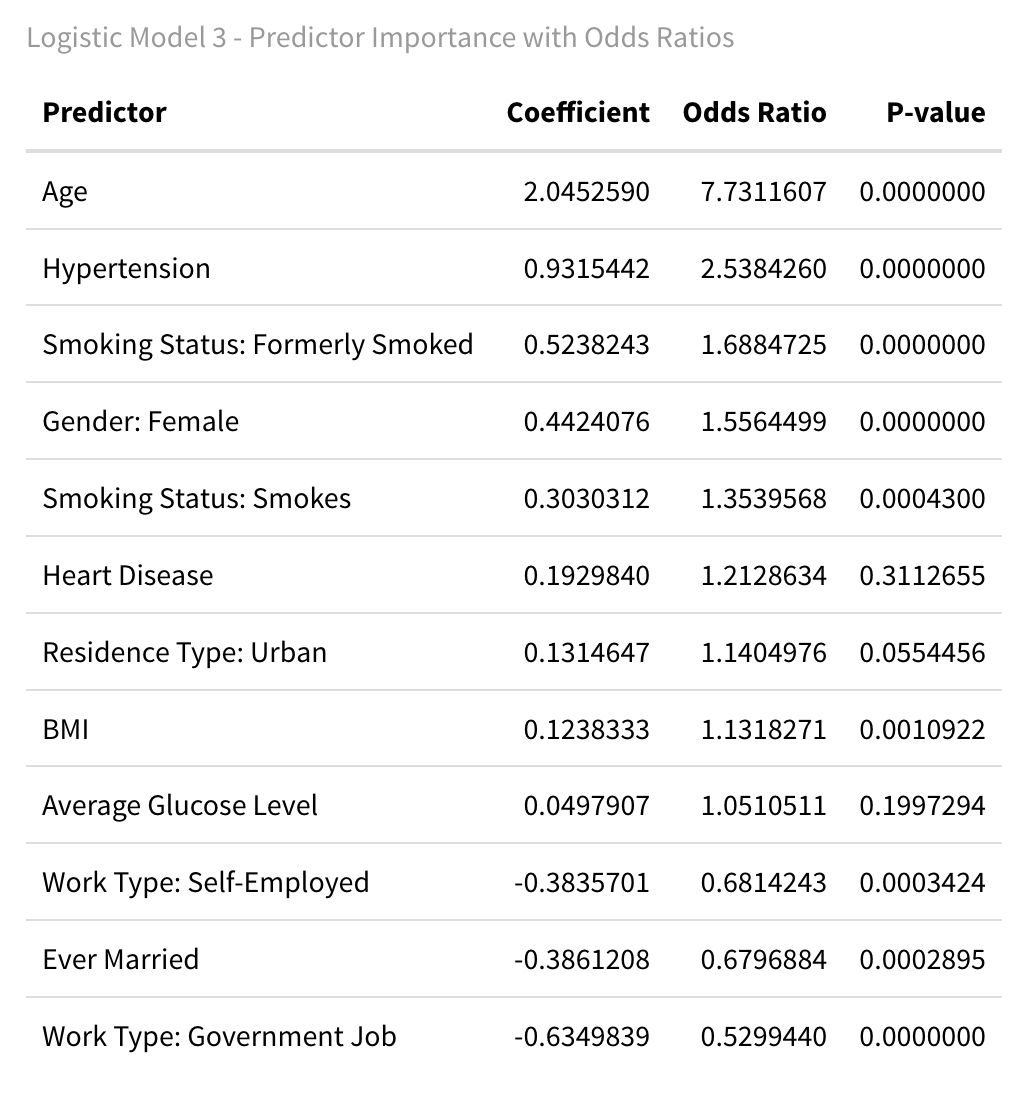 Logistic Model 3 - Predictor Importance with Odds Ratios
Predictor Coefficient Odds Ratio P-value
Age 2.0452590 7.7311607 0.0000000
Hypertension 0.9315442 2.5384260 0.0000000
Smoking Status: Formerly Smoked 0.5238243 1.6884725 0.0000000
Gender: Female 0.4424076 1.5564499 0.0000000
Smoking Status: Smokes 0.3030312 1.3539568 0.0004300
Heart Disease 0.1929840 1.2128634 0.3112655
Residence Type: Urban 0.1314647 1.1404976 0.0554456
BMI 0.1238333 1.1318271 0.0010922
Average Glucose Level 0.0497907 1.0510511 0.1997294
Work Type: Self-Employed -0.3835701 0.6814243 0.0003424
Ever Married -0.3861208 0.6796884 0.0002895
Work Type: Government Job -0.6349839 0.5299440 0.0000000